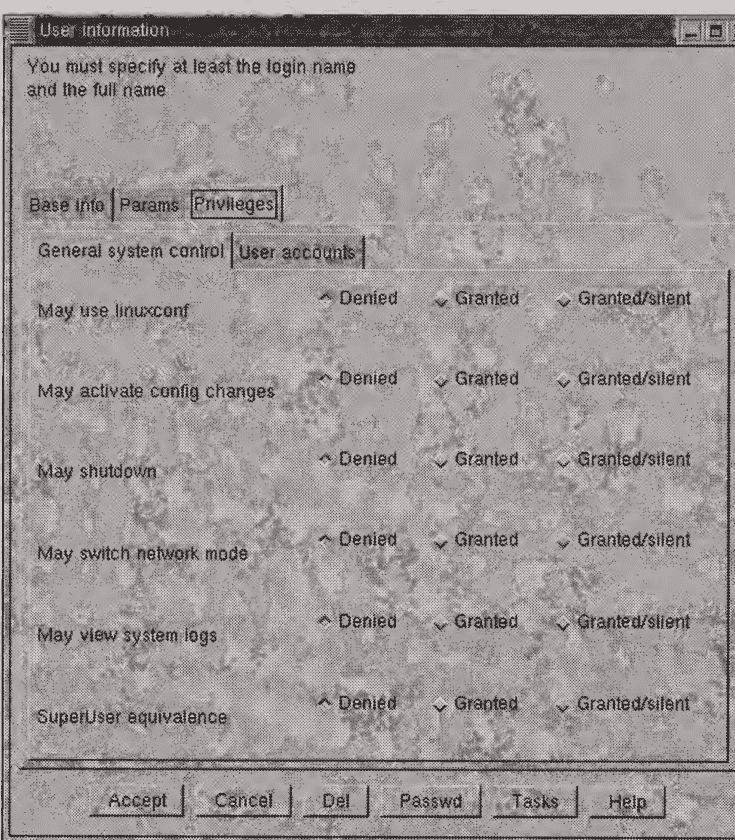 User information
You must specify at least the login name
and the full name
Base info Params Privileges
General system control User accounts
May use linuxconf Denied Granted Granted/silent
May activate config changes Denied Granted Granted/silent
May shutdown Denied Granted Granted/silent
May switch network mode Denied Granted Granted/silent
May view system logs Denied Granted Granted/silent
SuperUser equivalence Denied Granted Granted/silent
Accept Cancel Del Passwd Tasks Help